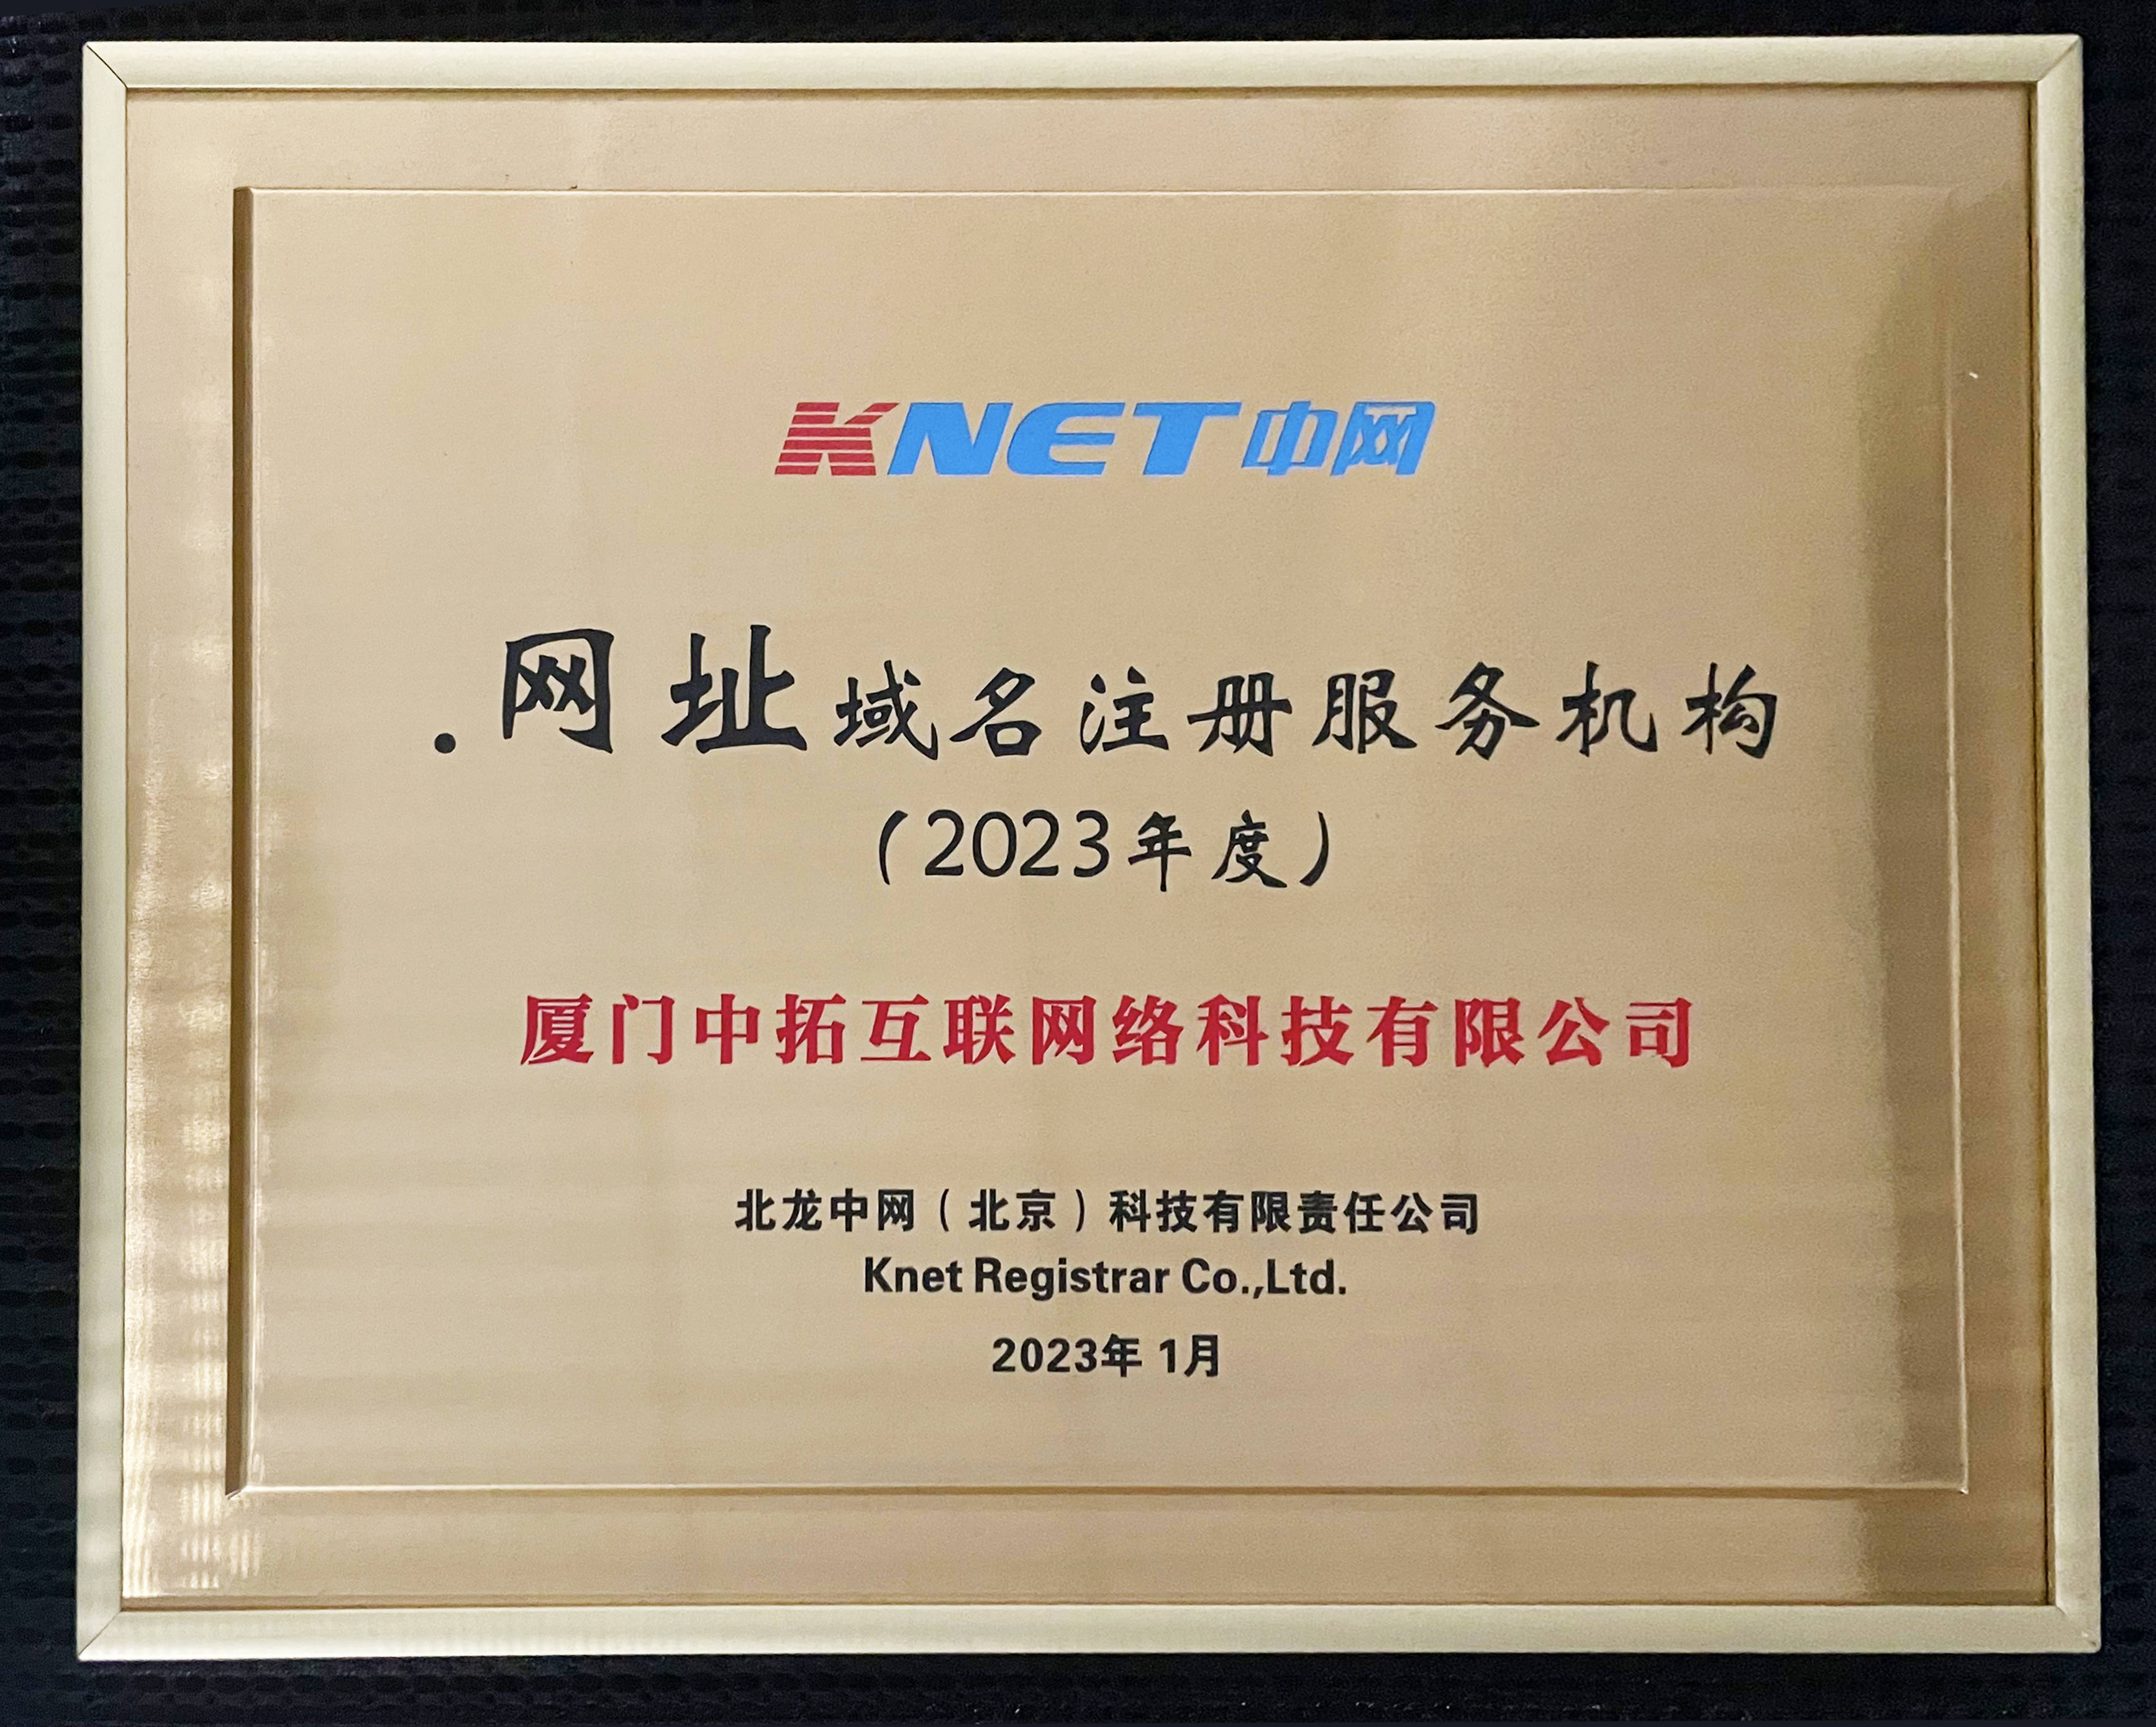 KNET中网
.网址域名注册服务机构
（2023年度）
厦门中拓互联网络科技有限公司
北龙中网（北京）科技有限责任公司
Knet Registrar Co.,Ltd.
2023年 1月